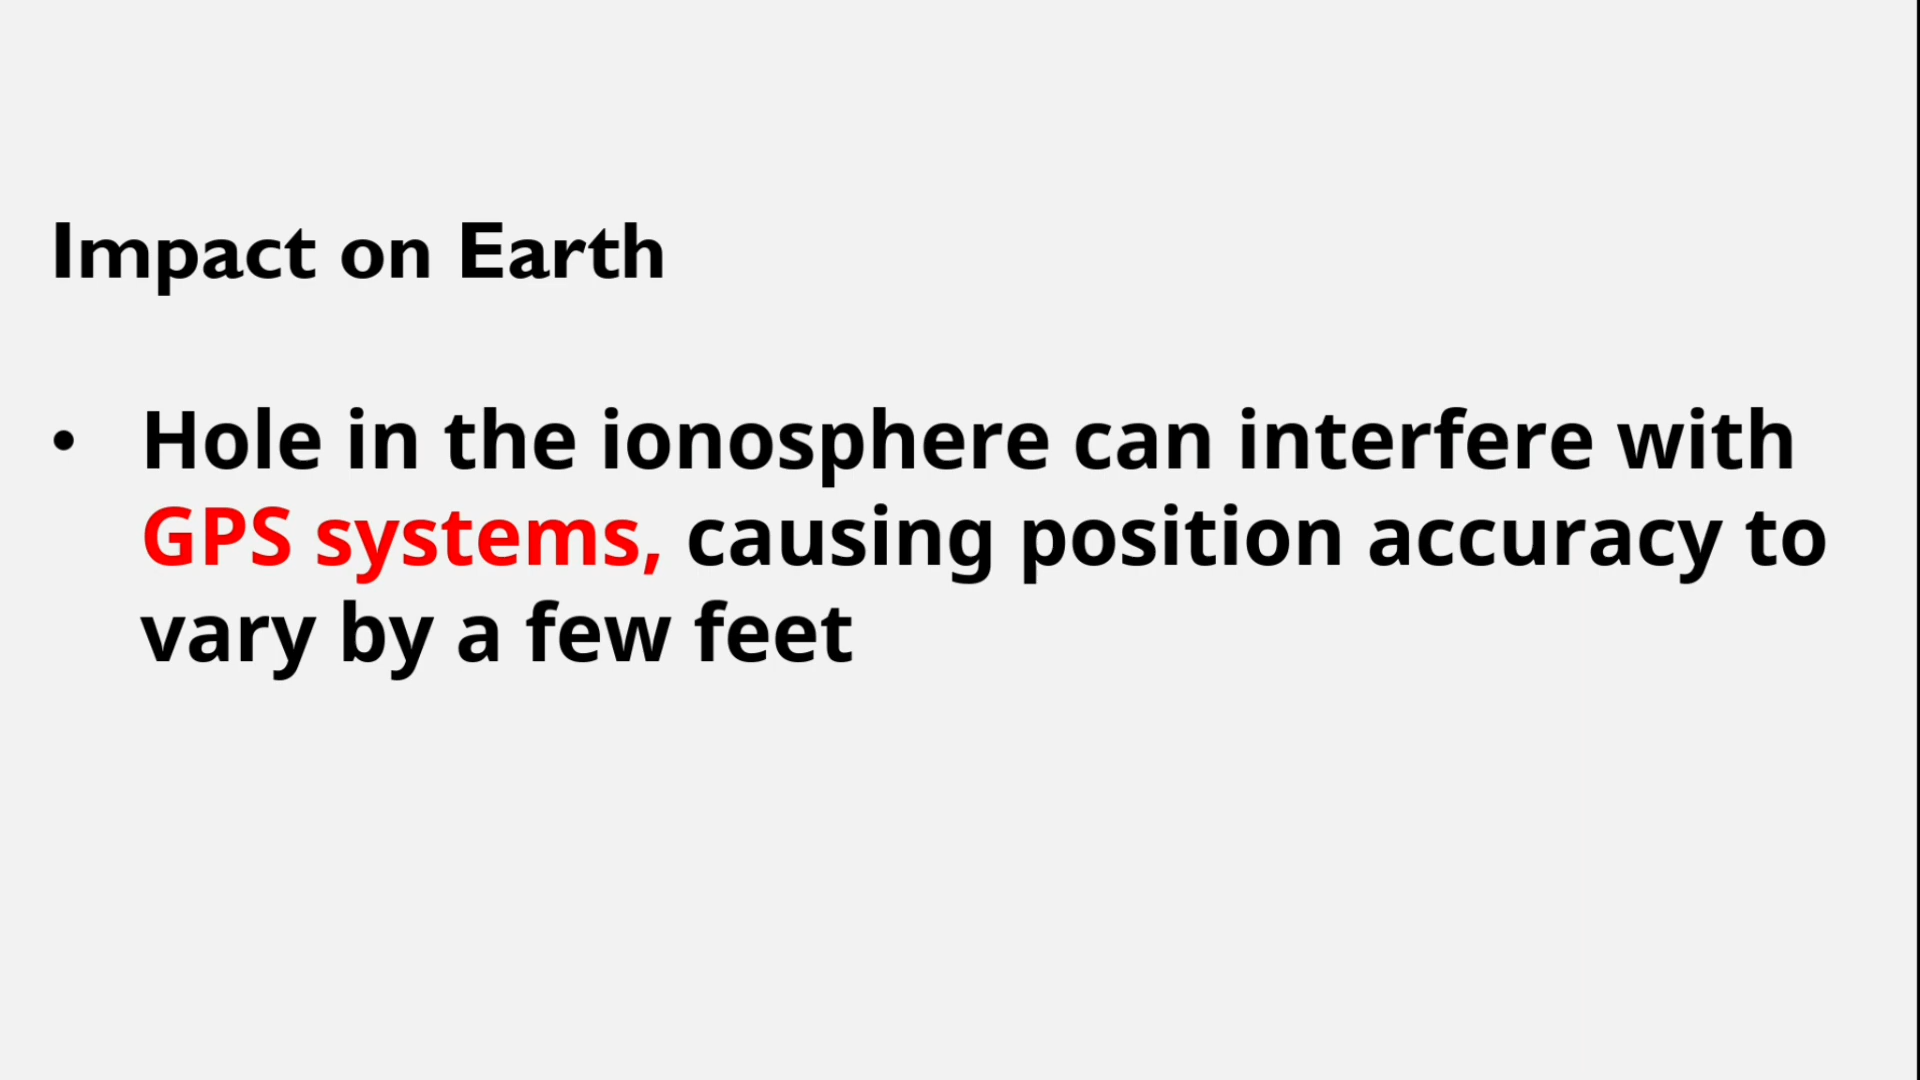 Impact on Earth
• Hole in the ionosphere can interfere with
GPS systems, causing position accuracy to
vary by a few feet